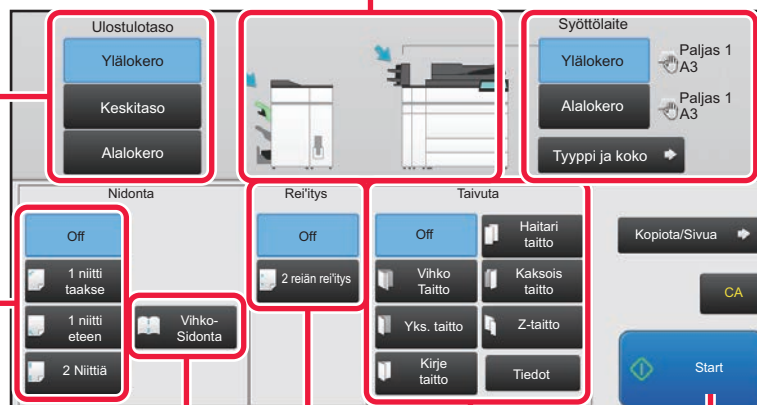 Ulostulotaso
Ylälokero
Keskitaso
Alalokero
Syöttölaite
Ylälokero
Paljas 1
A3
Alalokero
Paljas 1
A3
Tyyppi ja koko
Nidonta
Off
1 niitti
taakse
1 niitti
eteen
2 Niittiä
Vihko-
Sidonta
Rei'itys
Off
2 reiän rei'itys
Taivuta
Off
Haitari
taitto
Vihko
Taitto
Kaksois
taitto
Yks. taitto
Z-taitto
Kirje
taitto
Tiedot
Kopiota/Sivua
CA
Start